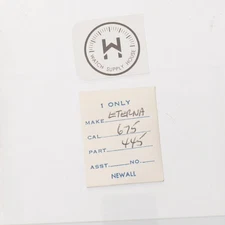 WATCH SUPPLY HOUSE
W
1 ONLY
MAKE ETERNA
CAL. 675
PART 445
ASST. NO.
NEWALL